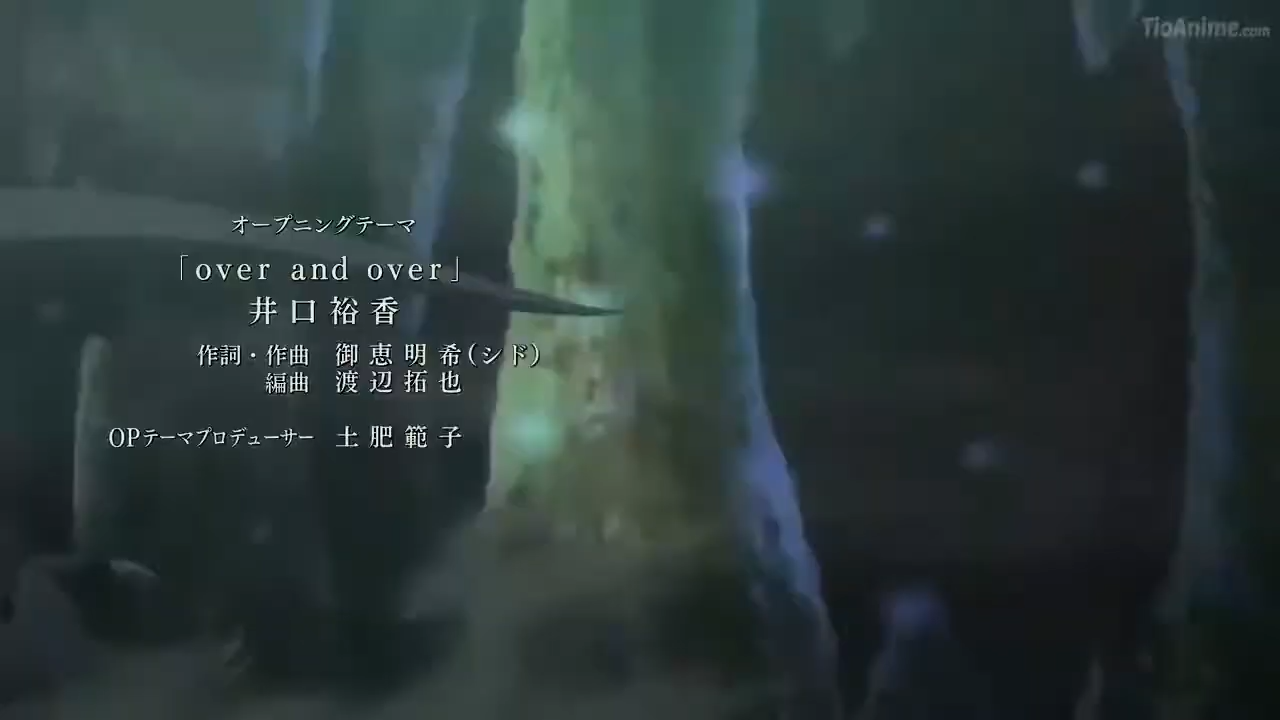 TioAnime.com
オープニングテーマ
「over and over」
井口裕香
作詞・作曲 御恵明希(シド)
編曲 渡辺拓也
OPテーマプロデューサー 土肥範子